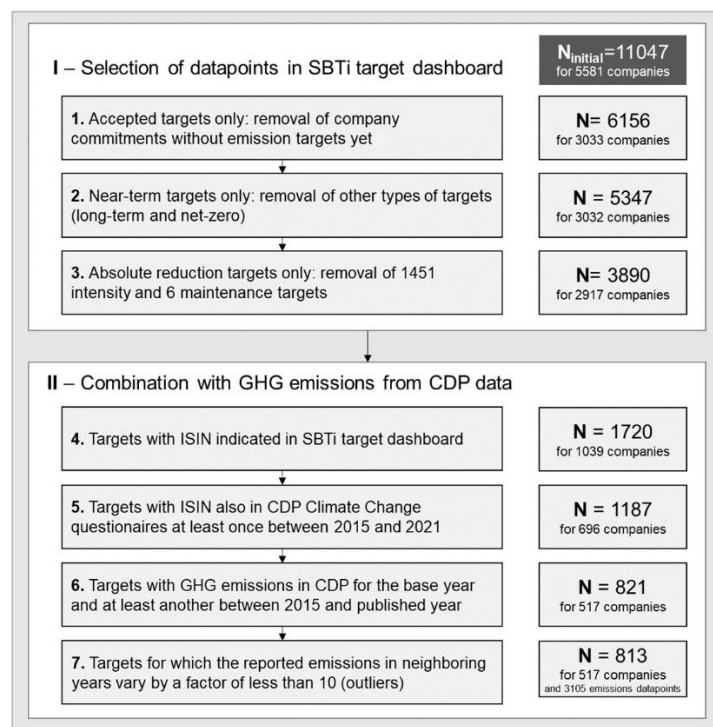 N_initial=11047
for 5581 companies
I – Selection of datapoints in SBTi target dashboard
1. Accepted targets only: removal of company
commitments without emission targets yet
N= 6156
for 3033 companies
2. Near-term targets only: removal of other types of targets
(long-term and net-zero)
N = 5347
for 3032 companies
3. Absolute reduction targets only: removal of 1451
intensity and 6 maintenance targets
N= 3890
for 2917 companies
II – Combination with GHG emissions from CDP data
4. Targets with ISIN indicated in SBTi target dashboard
N = 1720
for 1039 companies
5. Targets with ISIN also in CDP Climate Change
questionaires at least once between 2015 and 2021
N = 1187
for 696 companies
6. Targets with GHG emissions in CDP for the base year
and at least another between 2015 and published year
N = 821
for 517 companies
7. Targets for which the reported emissions in neighboring
years vary by a factor of less than 10 (outliers)
N = 813
for 517 companies
and 3105 emissions datapoints